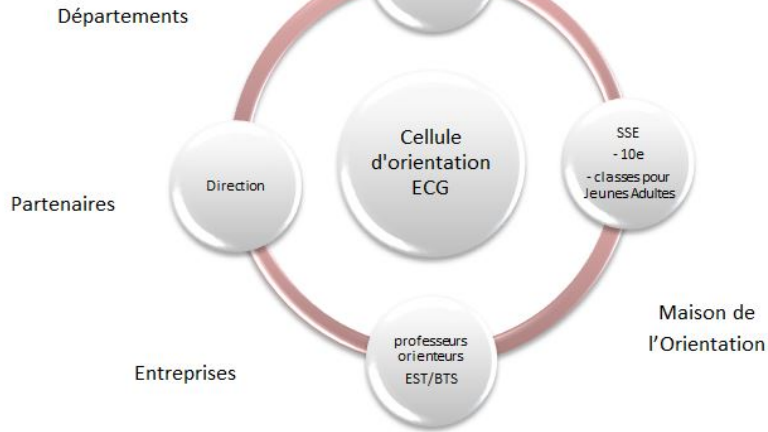 Départements
Cellule
d'orientation
ECG
SSE
- 10e
- classes pour
Jeunes Adultes
Direction
Partenaires
Maison de
l’Orientation
professeurs
orienteurs
EST/BTS
Entreprises